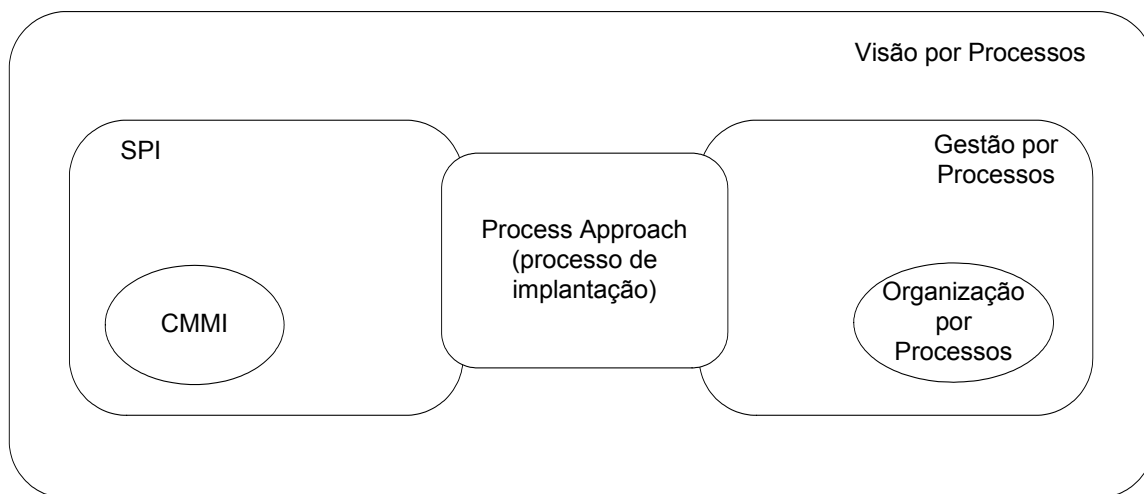 Visão por Processos
SPI
Gestão por
Processos
Process Approach
(processo de
implantação)
CMMI
Organização
por
Processos